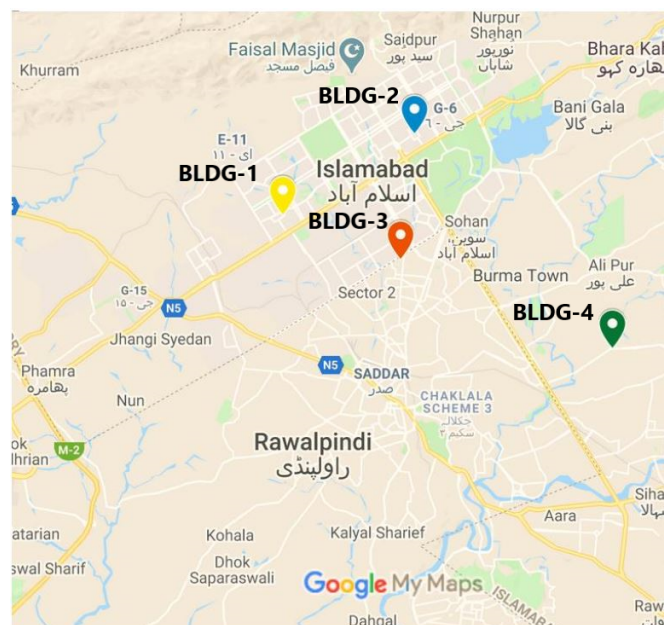 Khurram
Faisal Masjid
فيصل مسجد
Saidpur
سید پور
Nurpur
Shahan
نورپور
شاہاں
Bhara Kah
بھارہ کہو
BLDG-2
G-6
جی - ٦
Bani Gala
بنی گالا
E-11
ای - ١١
BLDG-1
Islamabad
اسلام آباد
BLDG-3
Sohan
سوہن،
اسلام آباد
Burma Town
Ali Pur
علی پور
Sector 2
G-15
جی - ١٥
N5
BLDG-4
Jhangi Syedan
N5
SADDAR
صدر
Phamra
پھامرہ
Nun
CHAKLALA
SCHEME 3
چکلالہ
سکیم ٣
M-2
Rawalpindi
راولپنڈی
Aara
Kohala
Kalyal Sharief
Dhok
Saparaswali
Google My Maps
Dahgal